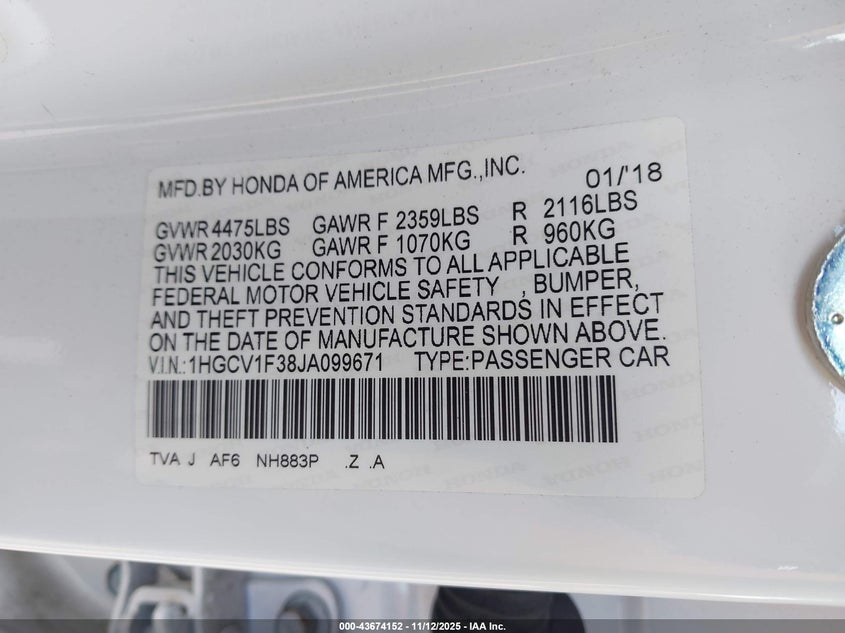 MFD.BY HONDA OF AMERICA MFG.,INC. 01/'18
GVWR 4475LBS GAWR F 2359LBS R 2116LBS
GVWR 2030KG GAWR F 1070KG R 960KG
THIS VEHICLE CONFORMS TO ALL APPLICABLE
FEDERAL MOTOR VEHICLE SAFETY , BUMPER,
AND THEFT PREVENTION STANDARDS IN EFFECT
ON THE DATE OF MANUFACTURE SHOWN ABOVE.
V.I.N.:1HGCV1F38JA099671 TYPE:PASSENGER CAR
TVA J AF6 NH883P .Z .A
000-43674152 - 11/12/2025 - IAA Inc.